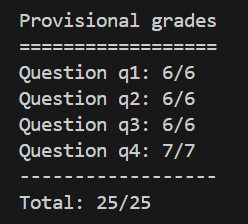 Provisional grades
==================
Question q1: 6/6
Question q2: 6/6
Question q3: 6/6
Question q4: 7/7
------------------
Total: 25/25